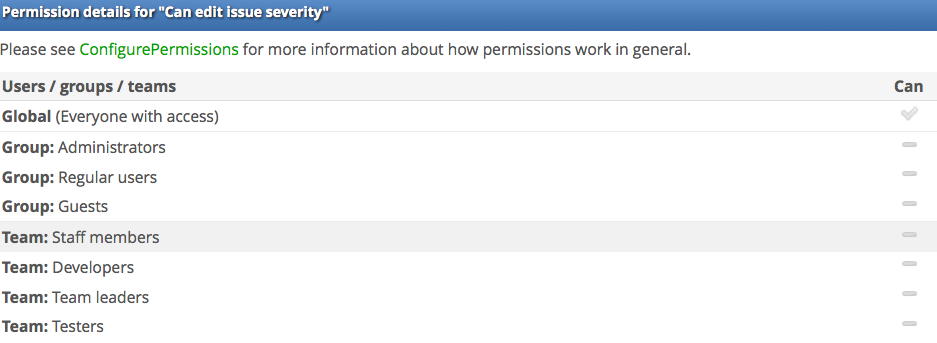 Permission details for "Can edit issue severity"
Please see ConfigurePermissions for more information about how permissions work in general.
Users / groups / teams Can
Global (Everyone with access)
Group: Administrators
Group: Regular users
Group: Guests
Team: Staff members
Team: Developers
Team: Team leaders
Team: Testers